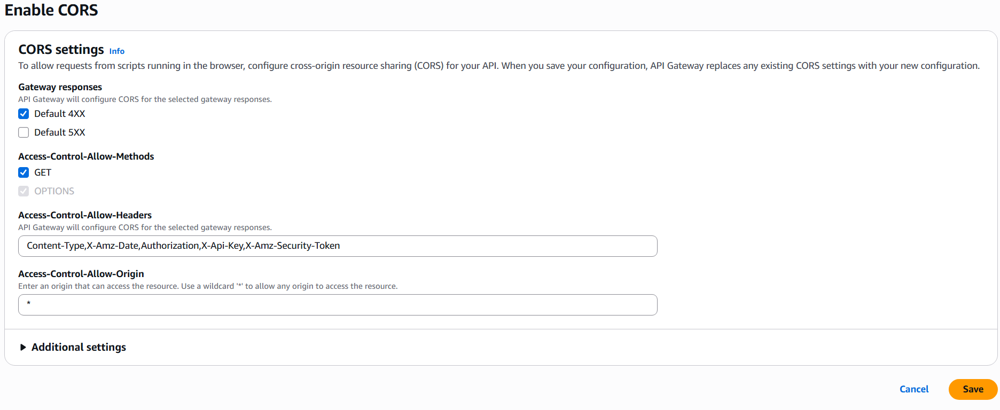 Enable CORS
CORS settings Info
To allow requests from scripts running in the browser, configure cross-origin resource sharing (CORS) for your API. When you save your configuration, API Gateway replaces any existing CORS settings with your new configuration.
Gateway responses
API Gateway will configure CORS for the selected gateway responses.
Default 4XX
Default 5XX
Access-Control-Allow-Methods
GET
OPTIONS
Access-Control-Allow-Headers
API Gateway will configure CORS for the selected gateway responses.
Content-Type,X-Amz-Date,Authorization,X-Api-Key,X-Amz-Security-Token
Access-Control-Allow-Origin
Enter an origin that can access the resource. Use a wildcard '*' to allow any origin to access the resource.
*
Additional settings
Cancel Save